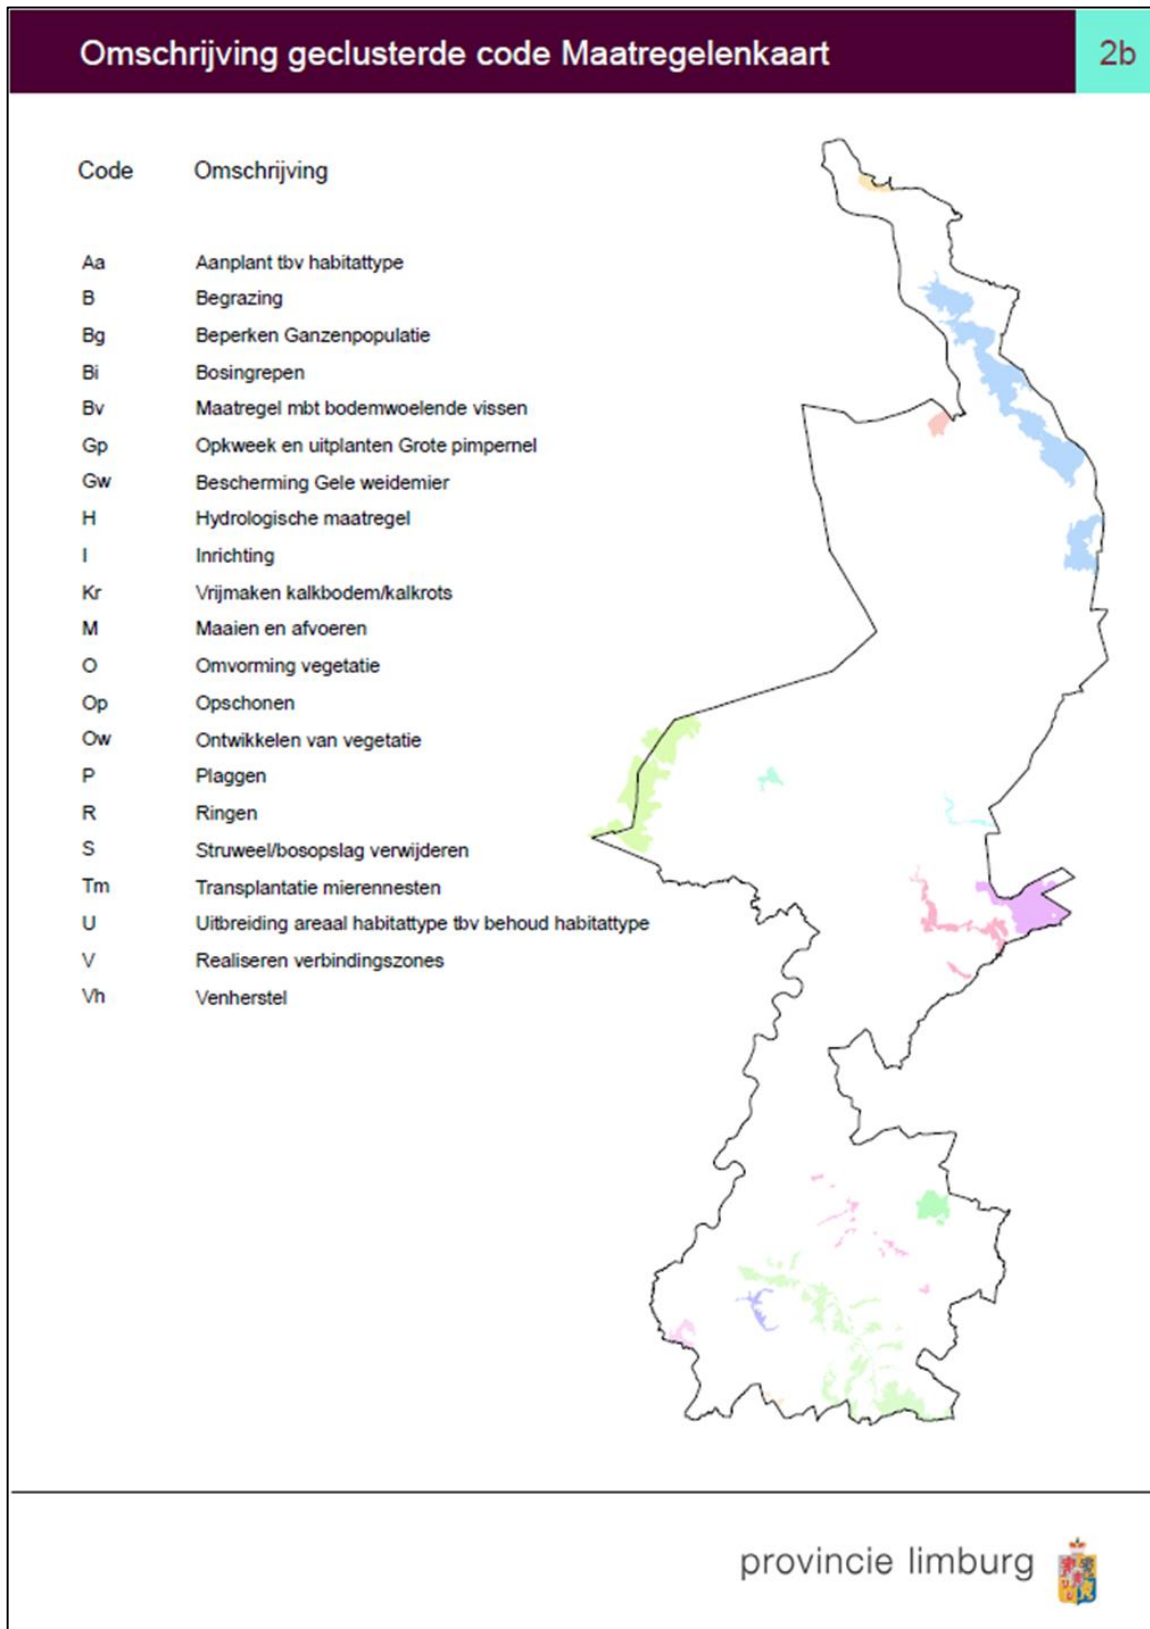 Omschrijving geclusterde code Maatregelenkaart 2b
Code Omschrijving
Aa Aanplant tbv habitattype
B Begrazing
Bg Beperken Ganzenpopulatie
Bi Bosingrepen
Bv Maatregel mbt bodemwoelende vissen
Gp Opkweek en uitplanten Grote pimpernel
Gw Bescherming Gele weidemier
H Hydrologische maatregel
I Inrichting
Kr Vrijmaken kalkbodem/kalkrots
M Maaien en afvoeren
O Omvorming vegetatie
Op Opschonen
Ow Ontwikkelen van vegetatie
P Plaggen
R Ringen
S Struweel/bosopslag verwijderen
Tm Transplantatie mierennesten
U Uitbreiding areaal habitattype tbv behoud habitattype
V Realiseren verbindingszones
Vh Venherstel
provincie limburg